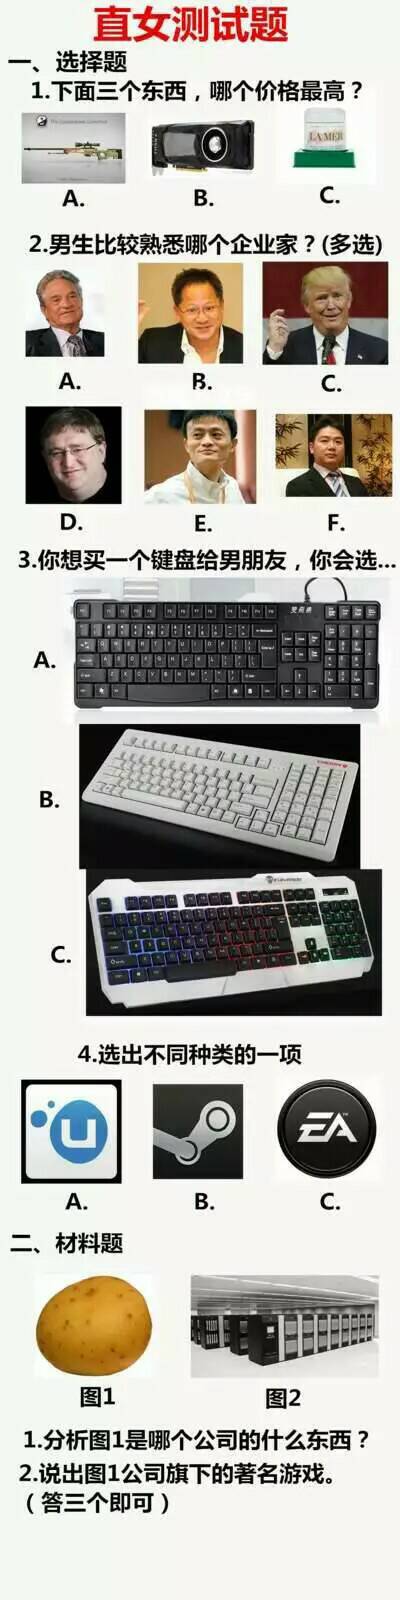 直女测试题
一、选择题
1.下面三个东西，哪个价格最高？
LA MER
A.
B.
C.
2.男生比较熟悉哪个企业家？(多选)
A.
B.
C.
D.
E.
F.
3.你想买一个键盘给男朋友，你会选...
A.
B.
C.
4.选出不同种类的一项
u
EA
A.
B.
C.
二、材料题
图1
图2
1.分析图1是哪个公司的什么东西？
2.说出图1公司旗下的著名游戏。
（答三个即可）